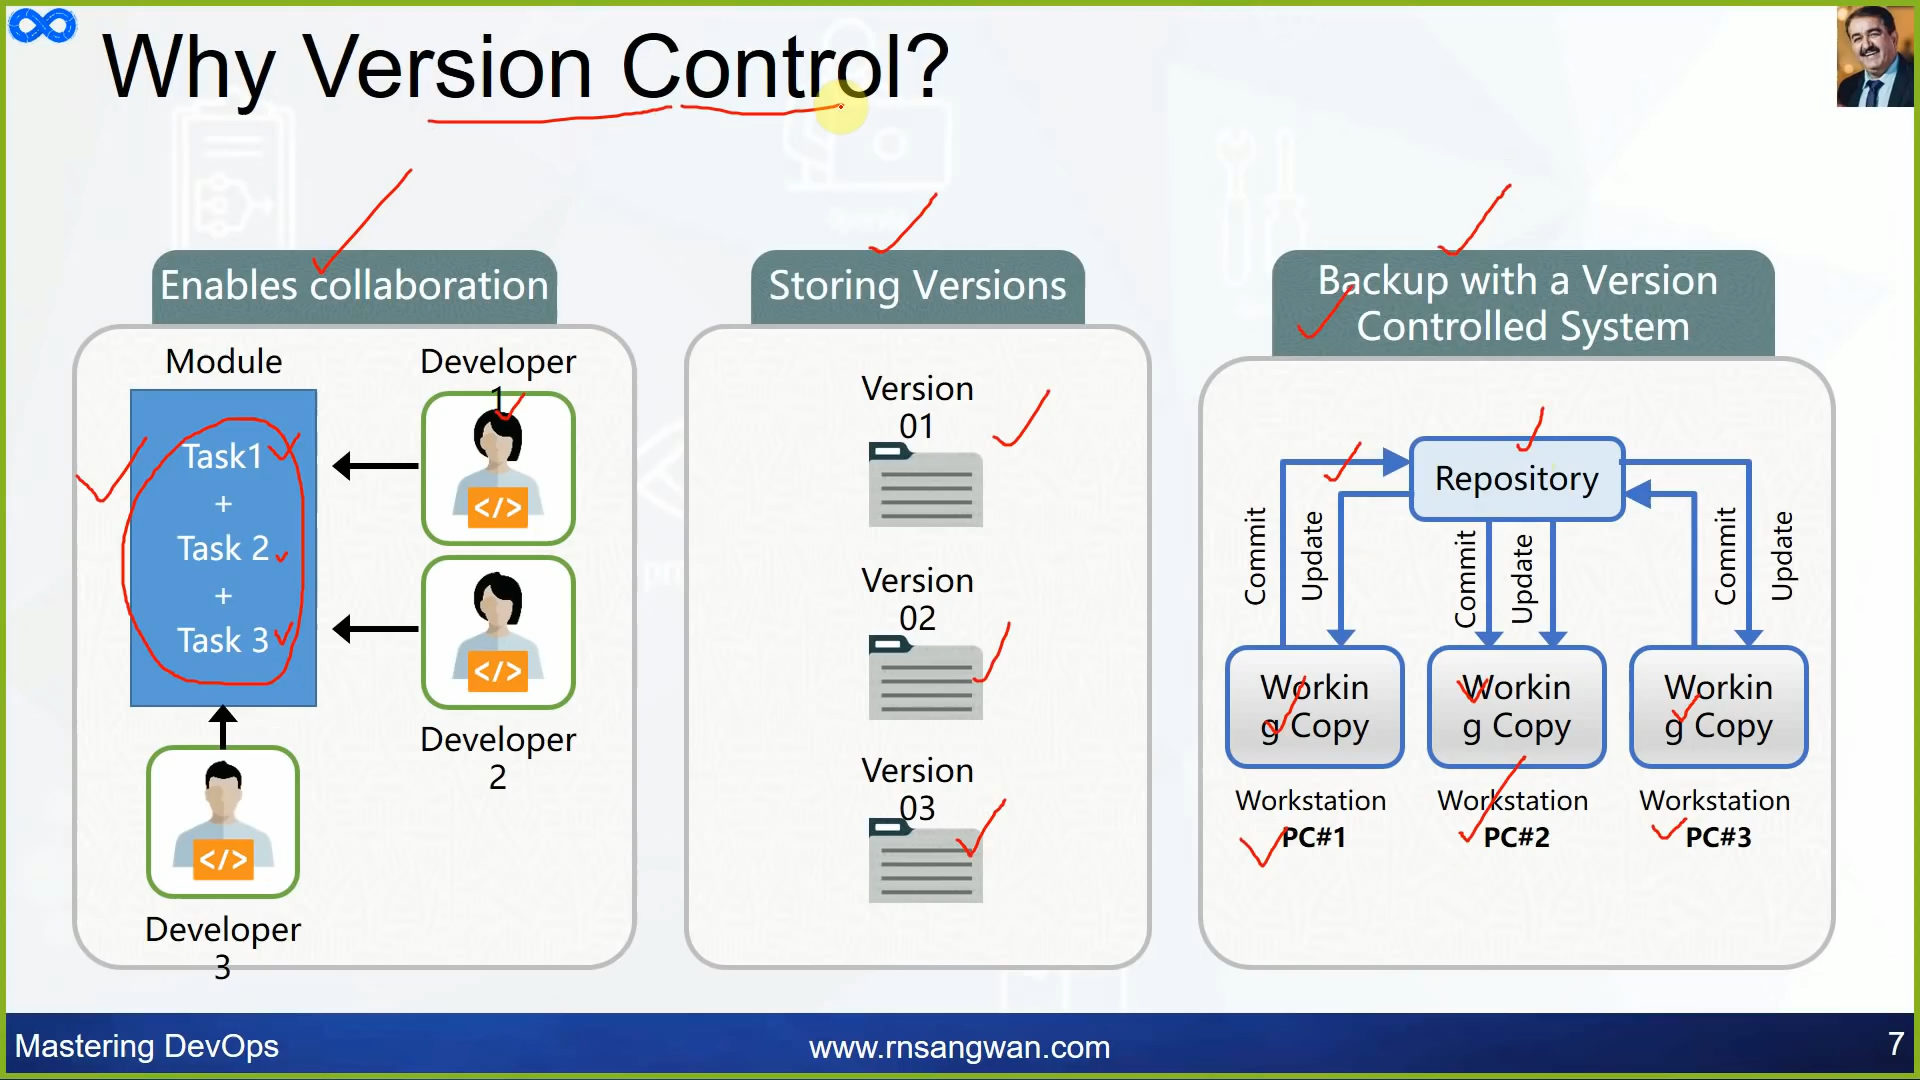 Why Version Control?
Enables collaboration
Module
Developer
1
Task1
+
Task 2
+
Task 3
</>
</>
Developer
2
</>
Developer
3
Storing Versions
Version
01
Version
02
Version
03
Backup with a Version
Controlled System
Repository
Commit
Update
Commit
Update
Commit
Update
Workin
g Copy
Workin
g Copy
Workin
g Copy
Workstation
PC#1
Workstation
PC#2
Workstation
PC#3
Mastering DevOps
www.rnsangwan.com
7